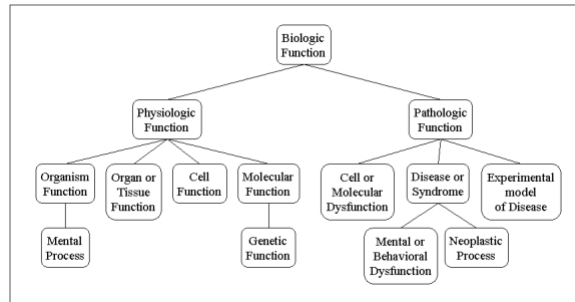 Biologic
Function
Physiologic
Function
Pathologic
Function
Organism
Function
Organ or
Tissue
Function
Cell
Function
Molecular
Function
Cell or
Molecular
Dysfunction
Disease or
Syndrome
Experimental
model
of Disease
Mental
Process
Genetic
Function
Mental or
Behavioral
Dysfunction
Neoplastic
Process